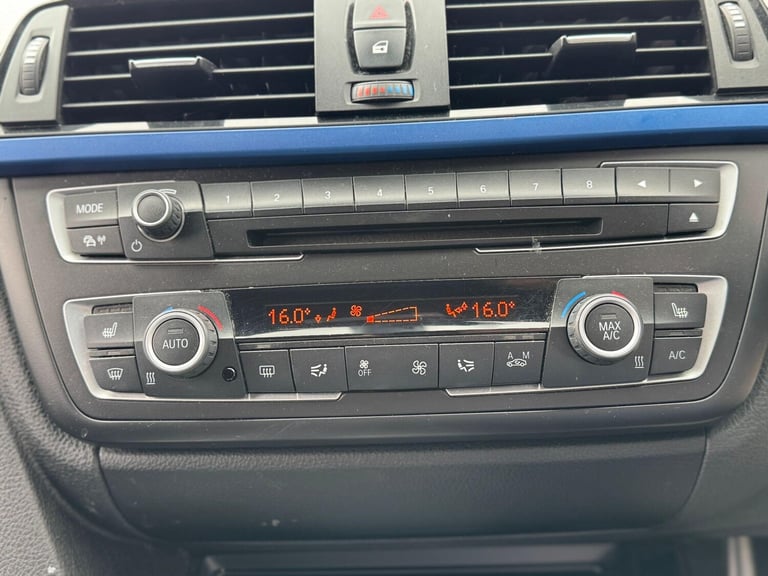 1 2 3 4 5 6 7 8
MODE
16.0° 16.0°
AUTO
MAX A/C
OFF
A M
A/C